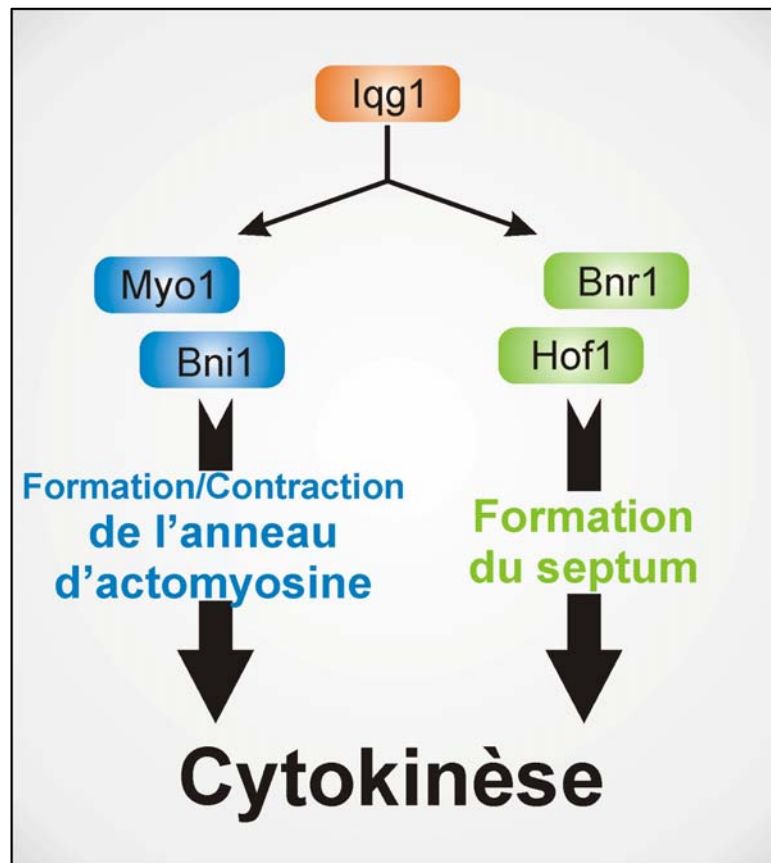 Iqg1
Myo1
Bni1
Bnr1
Hof1
Formation/Contraction
de l’anneau
d’actomyosine
Formation
du septum
Cytokinèse